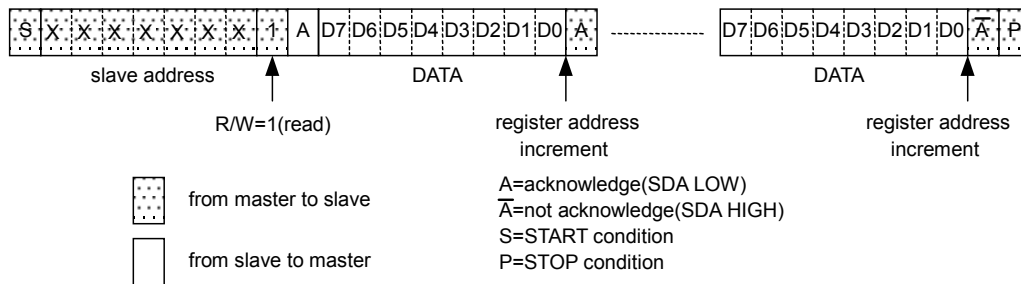 S X X X X X X X 1 A D7 D6 D5 D4 D3 D2 D1 D0 A D7 D6 D5 D4 D3 D2 D1 D0 A̅ P
slave address DATA DATA
R/W=1(read) register address register address
increment increment
A=acknowledge(SDA LOW)
from master to slave A̅=not acknowledge(SDA HIGH)
S=START condition
from slave to master P=STOP condition